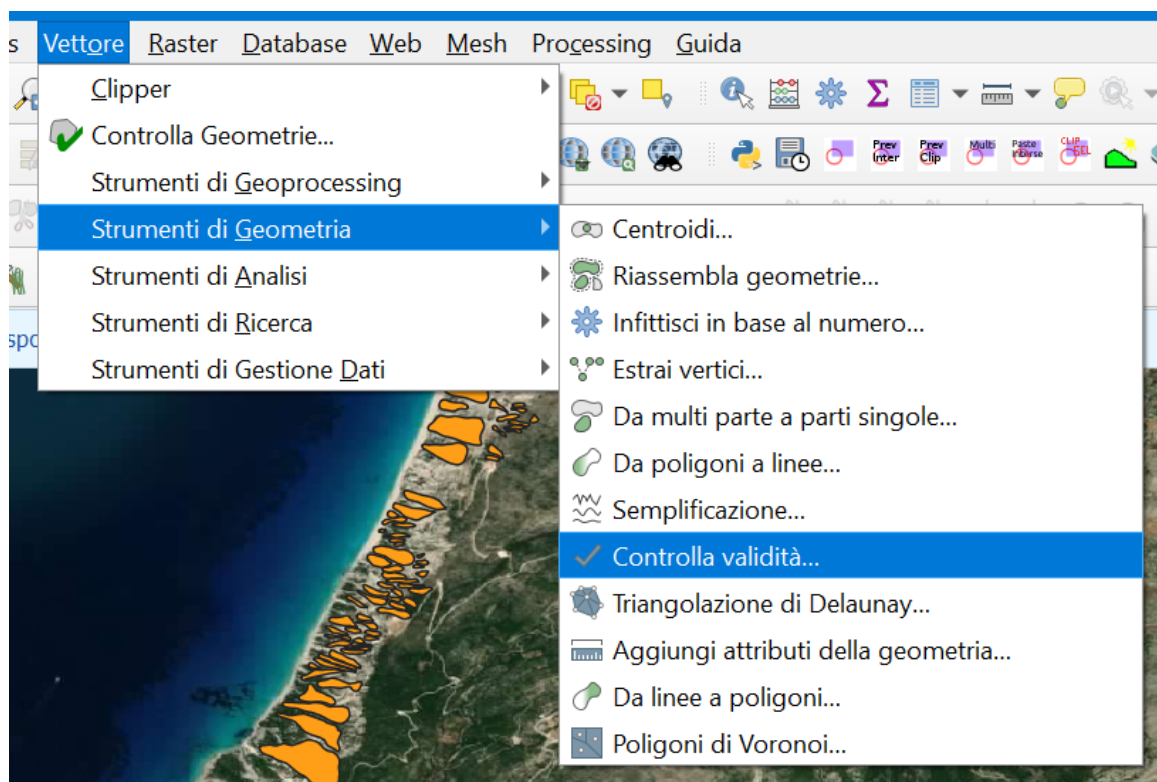 s Vettore Raster Database Web Mesh Processing Guida
Clipper
Controlla Geometrie...
Strumenti di Geoprocessing
Strumenti di Geometria
Strumenti di Analisi
Strumenti di Ricerca
Strumenti di Gestione Dati
Prev Inter
Prev Clip
Multi
Paste
CLIP
spo
Centroidi...
Riassembla geometrie...
Infittisci in base al numero...
Estrai vertici...
Da multi parte a parti singole...
Da poligoni a linee...
Semplificazione...
Controlla validità...
Triangolazione di Delaunay...
Aggiungi attributi della geometria...
Da linee a poligoni...
Poligoni di Voronoi...